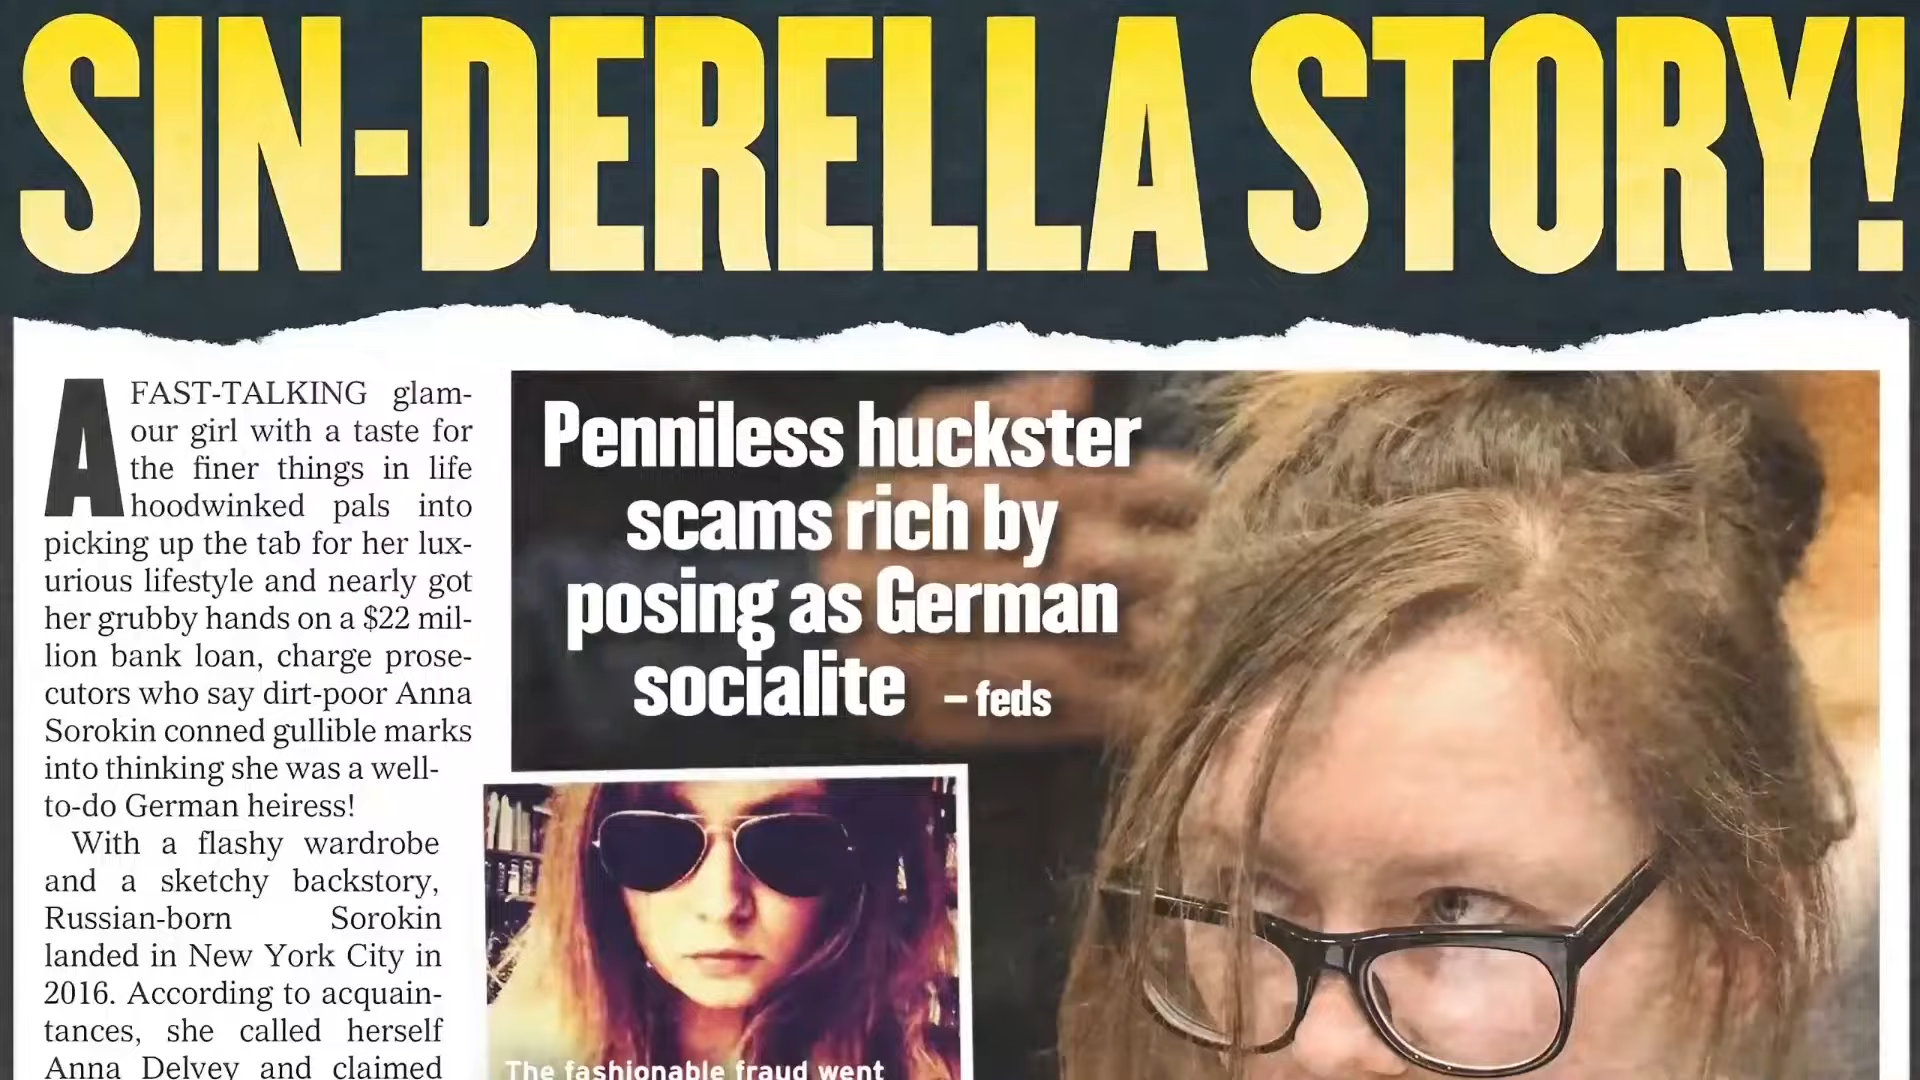 SIN-DERELLA STORY!
A FAST-TALKING glam-
our girl with a taste for
the finer things in life
hoodwinked pals into
picking up the tab for her lux-
urious lifestyle and nearly got
her grubby hands on a $22 mil-
lion bank loan, charge prose-
cutors who say dirt-poor Anna
Sorokin conned gullible marks
into thinking she was a well-
to-do German heiress!
With a flashy wardrobe
and a sketchy backstory,
Russian-born Sorokin
landed in New York City in
2016. According to acquain-
tances, she called herself
Anna Delvey and claimed
Penniless huckster
scams rich by
posing as German
socialite – feds
The fashionable fraud went